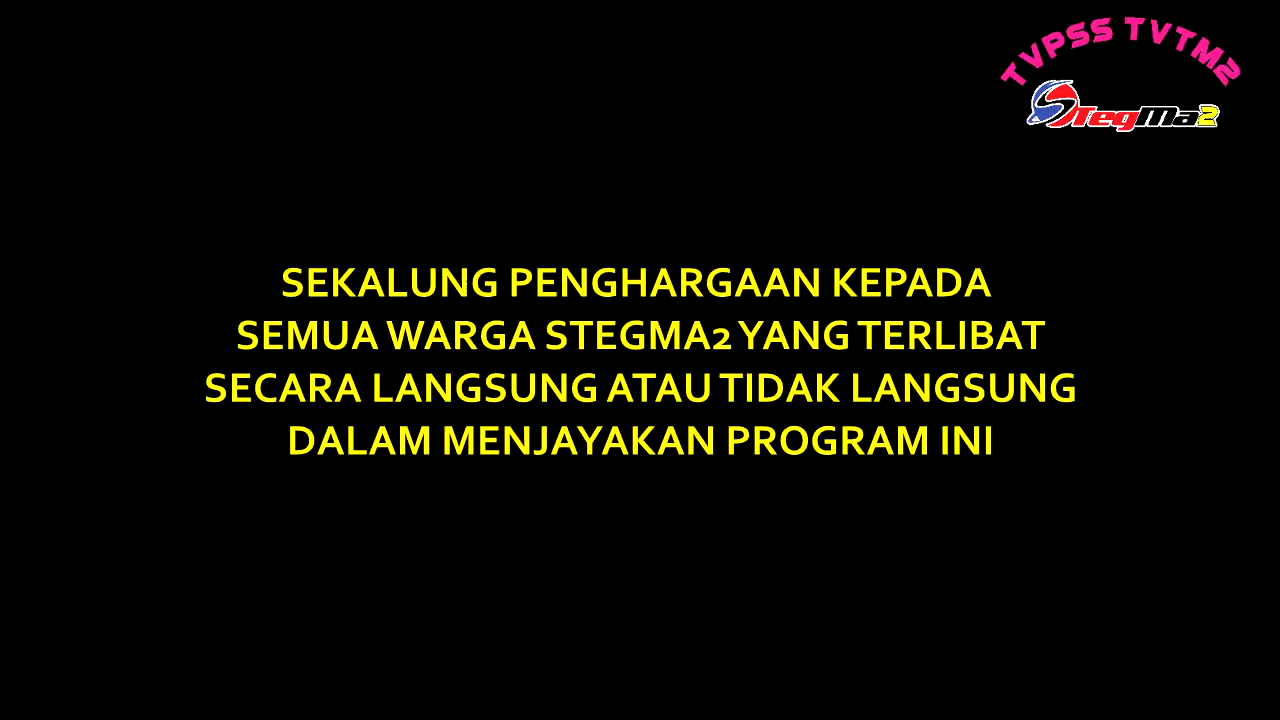 TVPSS TVTM2
STegMa2
SEKALUNG PENGHARGAAN KEPADA
SEMUA WARGA STEGMA2 YANG TERLIBAT
SECARA LANGSUNG ATAU TIDAK LANGSUNG
DALAM MENJAYAKAN PROGRAM INI